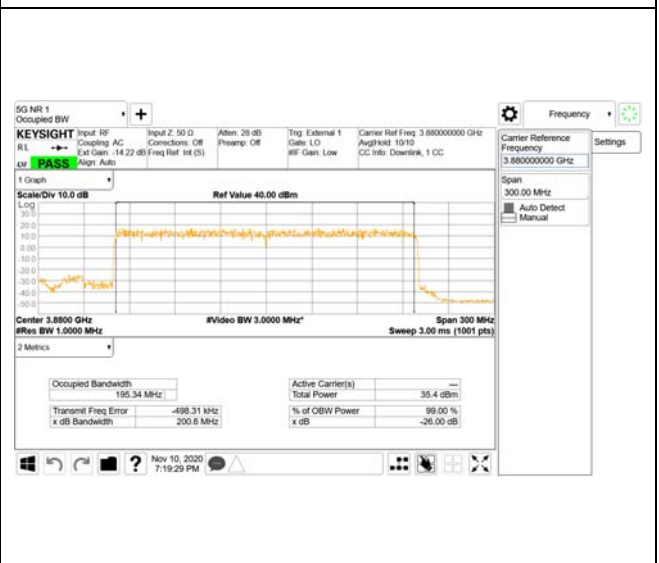 5G NR 1
Occupied BW
Frequency
KEYSIGHT
Input: RF
Input Z: 50 Ω
Atten: 28 dB
Trig: External 1
Carrier Ref Freq: 3.880000000 GHz
RL
Coupling: AC
Corrections: Off
Preamp: Off
Gate: LO
Avg|Hold: 10/10
Ext Gain: -14.22 dB
Freq Ref: Int (S)
#IF Gain: Low
CC Info: Downlink, 1 CC
PASS
Align: Auto
Carrier Reference
Frequency
3.880000000 GHz
Settings
Span
300.00 MHz
Auto Detect
Manual
1 Graph
Scale/Div 10.0 dB
Ref Value 40.00 dBm
Log
30.0
20.0
10.0
0.00
-10.0
-20.0
-30.0
-40.0
-50.0
Center 3.8800 GHz
#Video BW 3.0000 MHz*
Span 300 MHz
#Res BW 1.0000 MHz
Sweep 3.00 ms (1001 pts)
2 Metrics
Occupied Bandwidth
195.34 MHz
Active Carrier(s)
---
Total Power
35.4 dBm
Transmit Freq Error
-498.31 kHz
% of OBW Power
99.00 %
x dB Bandwidth
200.6 MHz
x dB
-26.00 dB
?
Nov 10, 2020
7:19:29 PM